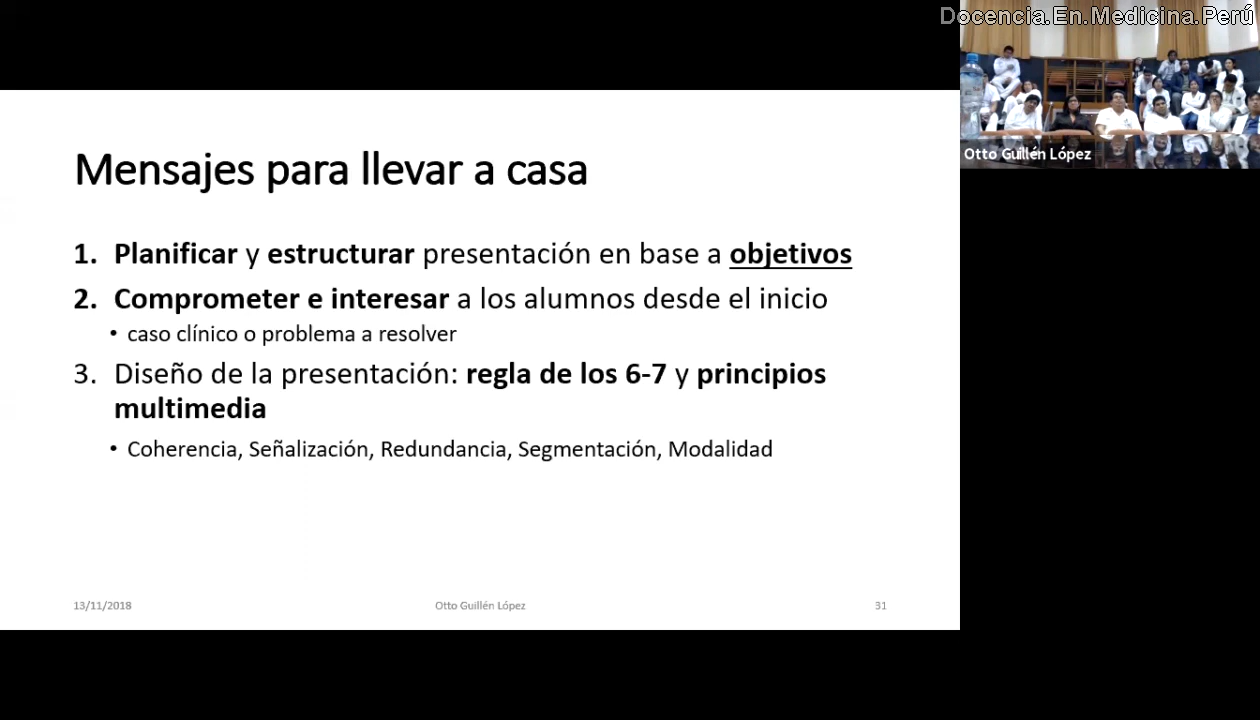 Docencia.En.Medicina.Perú
Otto Guillén López
Mensajes para llevar a casa
1. Planificar y estructurar presentación en base a objetivos
2. Comprometer e interesar a los alumnos desde el inicio
• caso clínico o problema a resolver
3. Diseño de la presentación: regla de los 6-7 y principios
multimedia
• Coherencia, Señalización, Redundancia, Segmentación, Modalidad
13/11/2018
Otto Guillén López
31